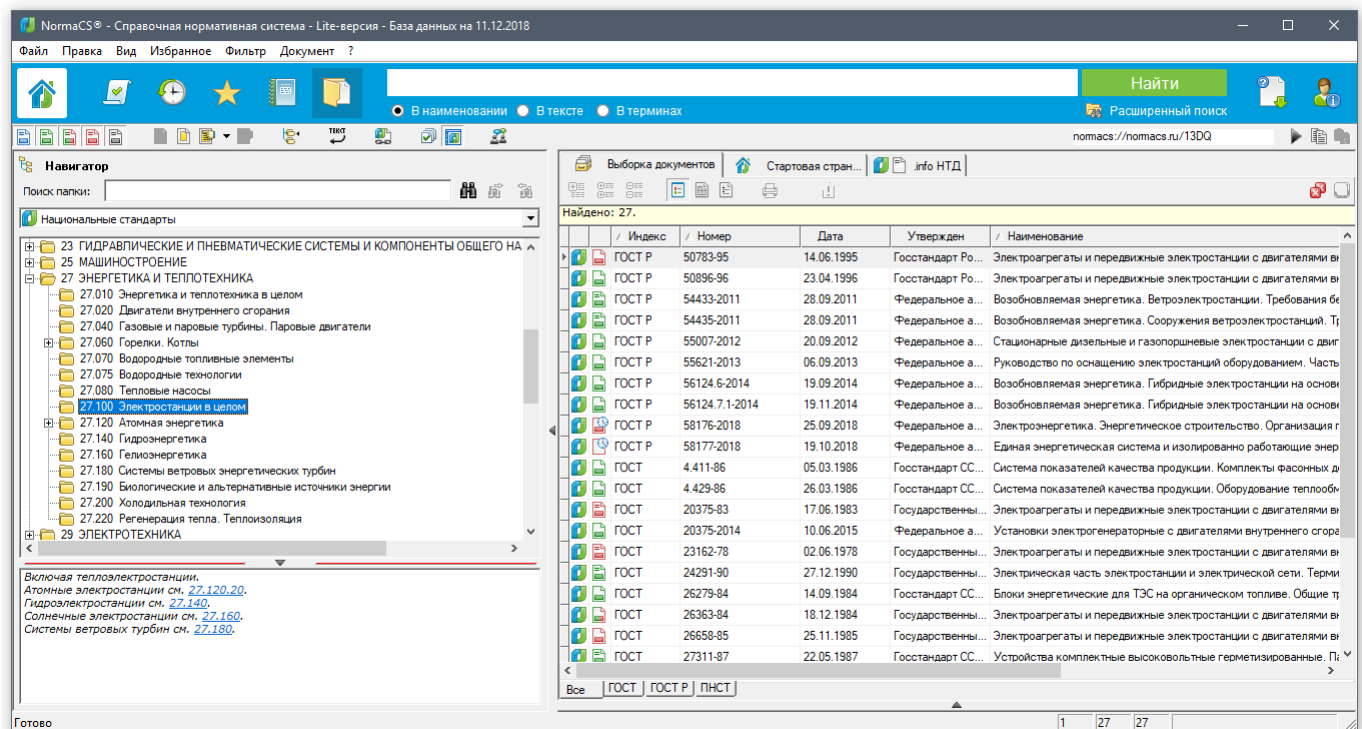 NormaCS® - Справочная нормативная система - Lite-версия - База данных на 11.12.2018
Файл Правка Вид Избранное Фильтр Документ ?
Найти
В наименовании В тексте В терминах
Расширенный поиск
ТЕКСТ
nomacs://nomacs.ru/13DQ
Навигатор
Поиск папки:
Национальные стандарты
23 ГИДРАВЛИЧЕСКИЕ И ПНЕВМАТИЧЕСКИЕ СИСТЕМЫ И КОМПОНЕНТЫ ОБЩЕГО НА
25 МАШИНОСТРОЕНИЕ
27 ЭНЕРГЕТИКА И ТЕПЛОТЕХНИКА
27.010 Энергетика и теплотехника в целом
27.020 Двигатели внутреннего сгорания
27.040 Газовые и паровые турбины. Паровые двигатели
27.060 Горелки. Котлы
27.070 Водородные топливные элементы
27.075 Водородные технологии
27.080 Тепловые насосы
27.100 Электростанции в целом
27.120 Атомная энергетика
27.140 Гидроэнергетика
27.160 Гелиоэнергетика
27.180 Системы ветровых энергетических турбин
27.190 Биологические и альтернативные источники энергии
27.200 Холодильная технология
27.220 Регенерация тепла. Теплоизоляция
29 ЭЛЕКТРОТЕХНИКА
Включая теплоэлектростанции.
Атомные электростанции см. 27.120.20.
Гидроэлектростанции см. 27.140.
Солнечные электростанции см. 27.160.
Системы ветровых турбин см. 27.180.
Выборка документов Стартовая стран... .info НТД
Найдено: 27.
Индекс Номер Дата Утвержден Наименование
ГОСТ Р 50783-95 14.06.1995 Госстандарт Ро... Электроагрегаты и передвижные электростанции с двигателями вн
ГОСТ Р 50896-96 23.04.1996 Госстандарт Ро... Электроагрегаты и передвижные электростанции с двигателями вн
ГОСТ Р 54433-2011 28.09.2011 Федеральное а... Возобновляемая энергетика. Ветроэлектростанции. Требования бе
ГОСТ Р 54435-2011 28.09.2011 Федеральное а... Возобновляемая энергетика. Сооружения ветроэлектростанций. Тр
ГОСТ Р 55007-2012 20.09.2012 Федеральное а... Стационарные дизельные и газопоршневые электростанции с двиг
ГОСТ Р 55621-2013 06.09.2013 Федеральное а... Руководство по оснащению электростанций оборудованием. Часть
ГОСТ Р 56124.6-2014 19.09.2014 Федеральное а... Возобновляемая энергетика. Гибридные электростанции на основе
ГОСТ Р 56124.7.1-2014 19.11.2014 Федеральное а... Возобновляемая энергетика. Гибридные электростанции на основе
ГОСТ Р 58176-2018 25.09.2018 Федеральное а... Электроэнергетика. Энергетическое строительство. Организация г
ГОСТ Р 58177-2018 19.10.2018 Федеральное а... Единая энергетическая система и изолированно работающие энер
ГОСТ 4.411-86 05.03.1986 Госстандарт СС... Система показателей качества продукции. Комплекты фасонных д
ГОСТ 4.429-86 26.03.1986 Госстандарт СС... Система показателей качества продукции. Оборудование теплообм
ГОСТ 20375-83 17.06.1983 Государственны... Электроагрегаты и передвижные электростанции с двигателями вн
ГОСТ 20375-2014 10.06.2015 Федеральное а... Установки электрогенераторные с двигателями внутреннего сгора
ГОСТ 23162-78 02.06.1978 Государственны... Электроагрегаты и передвижные электростанции с двигателями вн
ГОСТ 24291-90 27.12.1990 Государственны... Электрическая часть электростанции и электрической сети. Терми
ГОСТ 26279-84 14.09.1984 Госстандарт СС... Блоки энергетические для ТЭС на органическом топливе. Общие тр
ГОСТ 26363-84 18.12.1984 Государственны... Электроагрегаты и передвижные электростанции с двигателями вн
ГОСТ 26658-85 25.11.1985 Государственны... Электроагрегаты и передвижные электростанции с двигателями вн
ГОСТ 27311-87 22.05.1987 Госстандарт СС... Устройства комплектные высоковольтные герметизированные. Па
Все ГОСТ ГОСТ Р ПНСТ
Готово 1 27 27